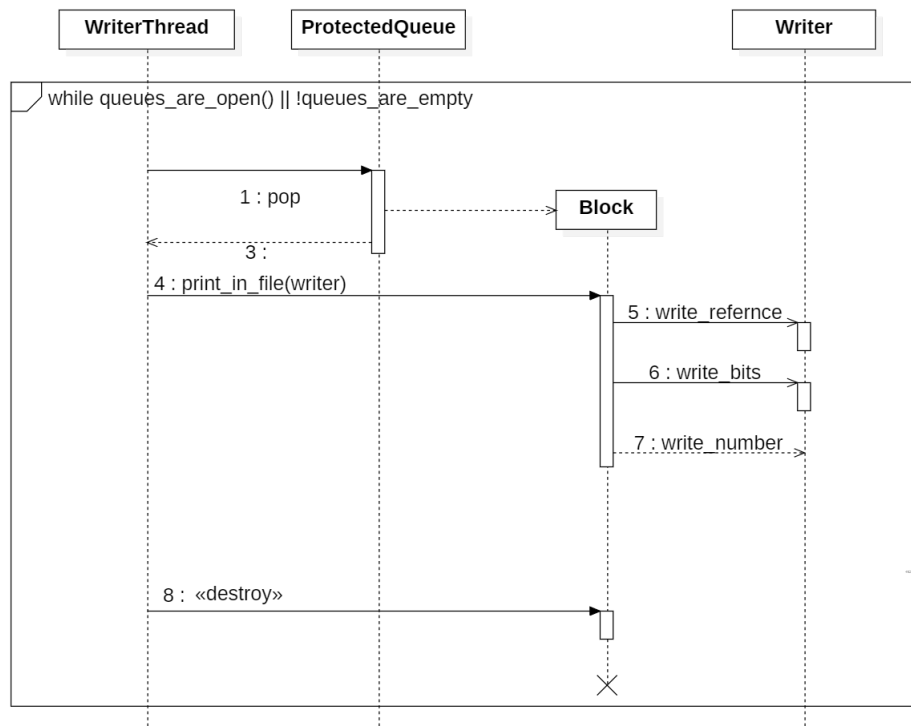 WriterThread
ProtectedQueue
Writer
while queues_are_open() || !queues_are_empty
1 : pop
Block
3 :
4 : print_in_file(writer)
5 : write_refernce
6 : write_bits
7 : write_number
8 : «destroy»